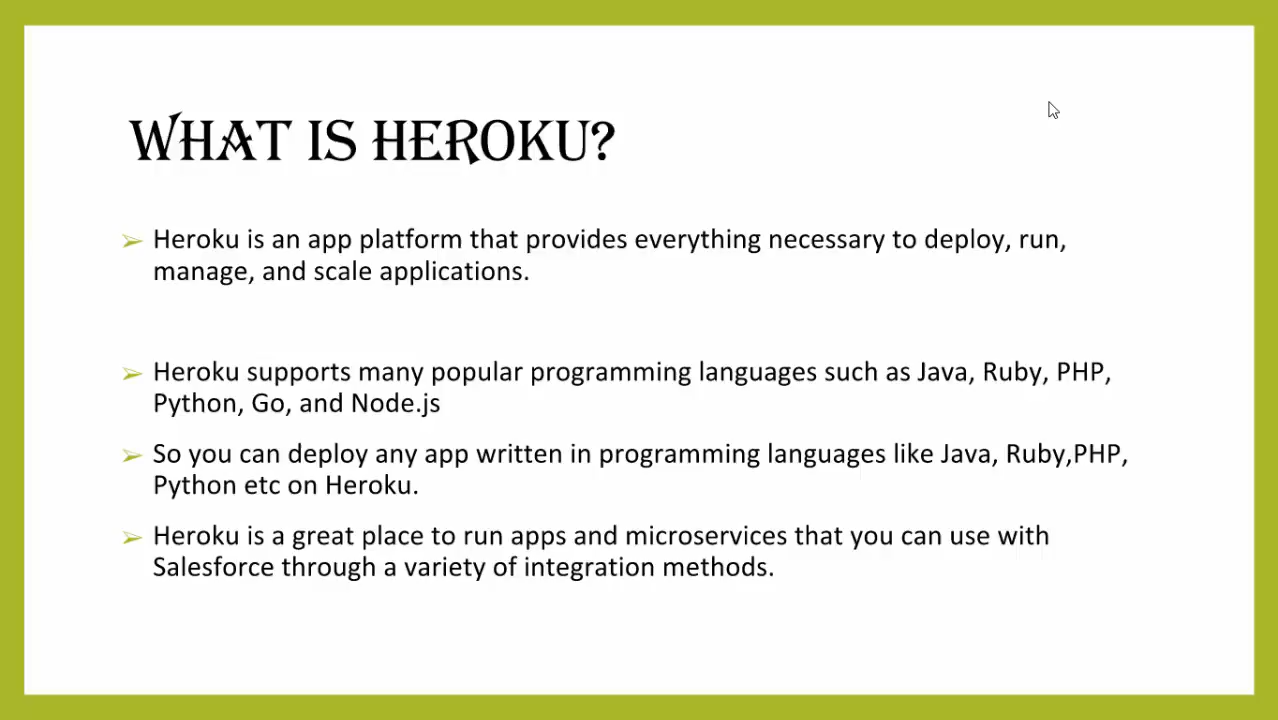 WHAT IS HEROKU?
➢ Heroku is an app platform that provides everything necessary to deploy, run,
manage, and scale applications.
➢ Heroku supports many popular programming languages such as Java, Ruby, PHP,
Python, Go, and Node.js
➢ So you can deploy any app written in programming languages like Java, Ruby,PHP,
Python etc on Heroku.
➢ Heroku is a great place to run apps and microservices that you can use with
Salesforce through a variety of integration methods.